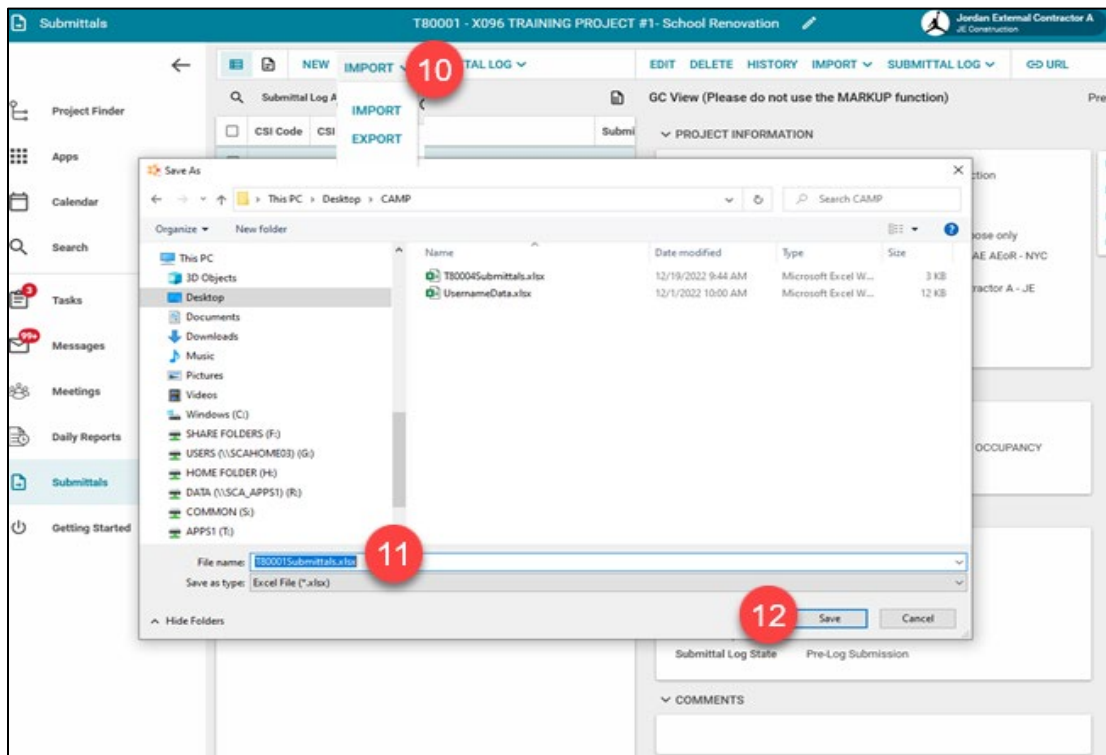 Submittals
T80001 - X096 TRAINING PROJECT #1- School Renovation
Jordan External Contractor A
JE Construction
NEW IMPORT 10 TAL LOG
EDIT DELETE HISTORY IMPORT SUBMITTAL LOG URL
Submittal Log A
IMPORT
EXPORT
GC View (Please do not use the MARKUP function)
Pre
CSI Code CSI Submi
PROJECT INFORMATION
Project Finder
Apps
Calendar
Search
3
Tasks
99+
Messages
Meetings
Daily Reports
Submittals
Getting Started
Save As
This PC > Desktop > CAMP
Search CAMP
Organize New folder
This PC
3D Objects
Desktop
Documents
Downloads
Music
Pictures
Videos
Windows (C:)
SHARE FOLDERS (F:)
USERS (\\SCAHOME03) (G:)
HOME FOLDER (H:)
DATA (\\SCA_APPS1) (R:)
COMMON (S:)
APPS1 (T:)
Name Date modified Type Size
T80004Submittals.xlsx 12/19/2022 9:44 AM Microsoft Excel W... 3 KB
UsernameData.xlsx 12/1/2022 10:00 AM Microsoft Excel W... 12 KB
File name: T80001Submittals.xlsx 11
Save as type: Excel File (*.xlsx)
Hide Folders
12 Save Cancel
ction
pose only
AE AEoR - NYC
ractor A - JE
OCCUPANCY
Submittal Log State Pre-Log Submission
COMMENTS